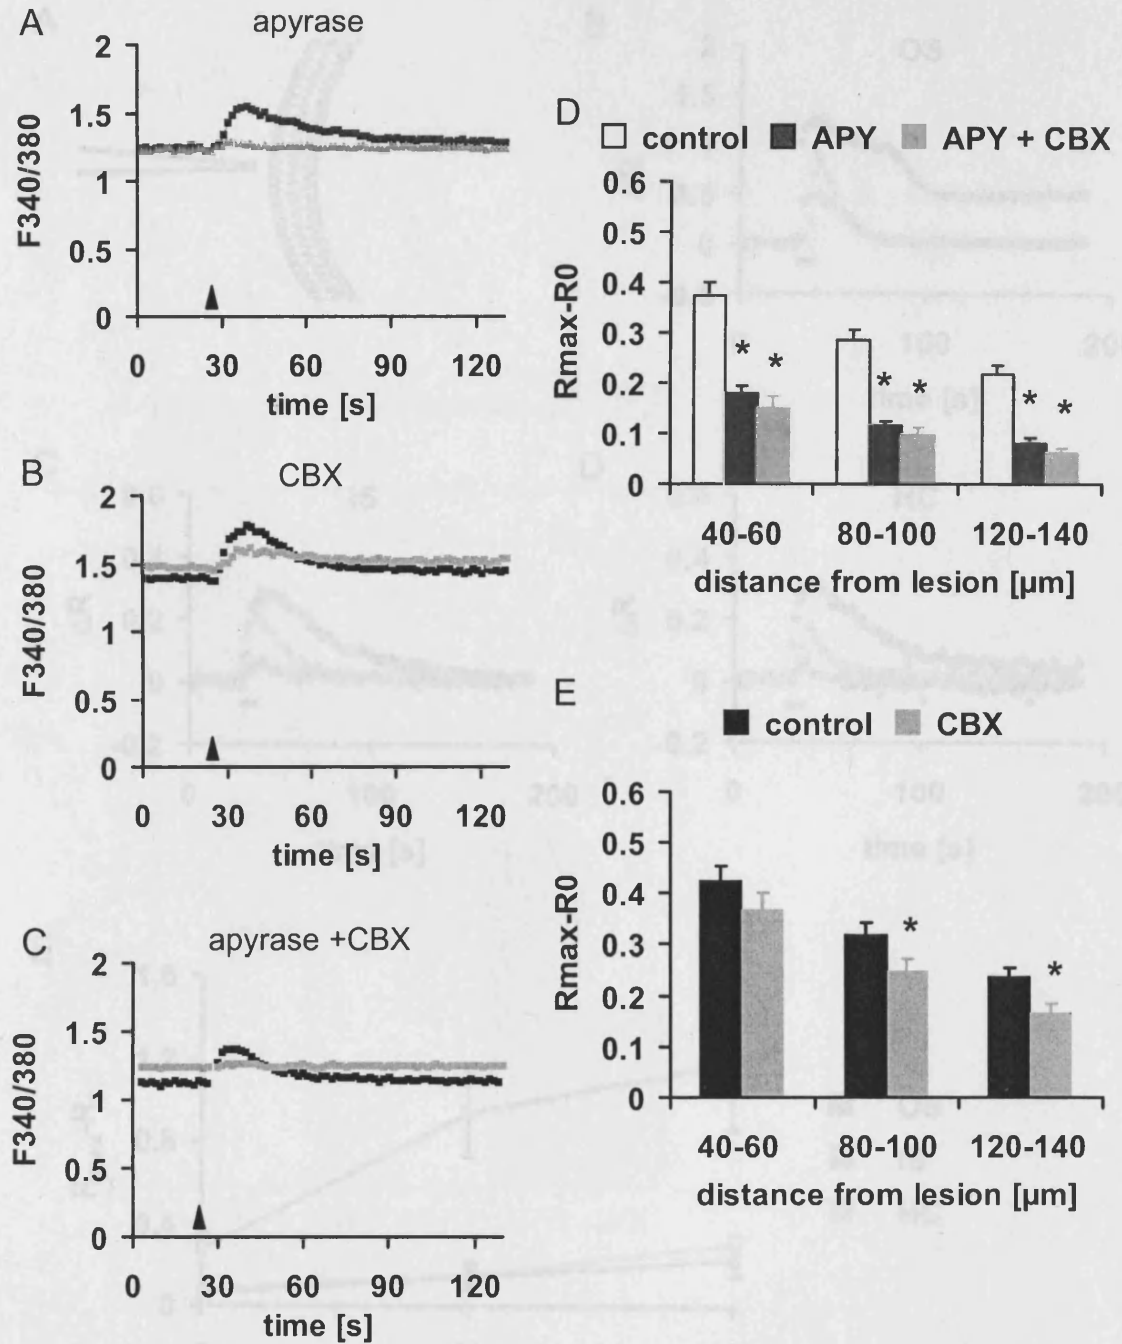 A
apyrase
2
1.5
1
0.5
0
F340/380
0 30 60 90 120
time [s]
B
CBX
2
1.5
1
0.5
0
F340/380
0 30 60 90 120
time [s]
C
apyrase +CBX
2
1.5
1
0.5
0
F340/380
0 30 60 90 120
time [s]
D
control APY APY + CBX
0.6
0.5
0.4
0.3
0.2
0.1
0
Rmax-R0
* * * * * *
40-60 80-100 120-140
distance from lesion [µm]
E
control CBX
0.6
0.5
0.4
0.3
0.2
0.1
0
Rmax-R0
* *
40-60 80-100 120-140
distance from lesion [µm]